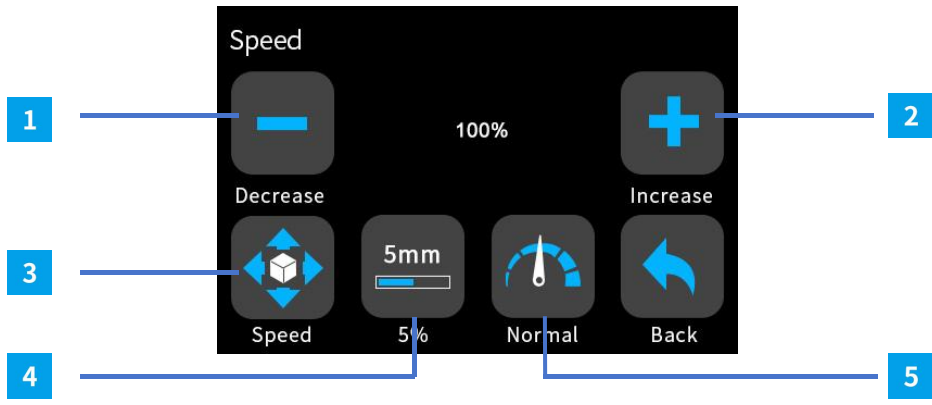 Speed
1
100%
2
Decrease
Increase
3
5mm
Speed
5%
Normal
Back
4
5